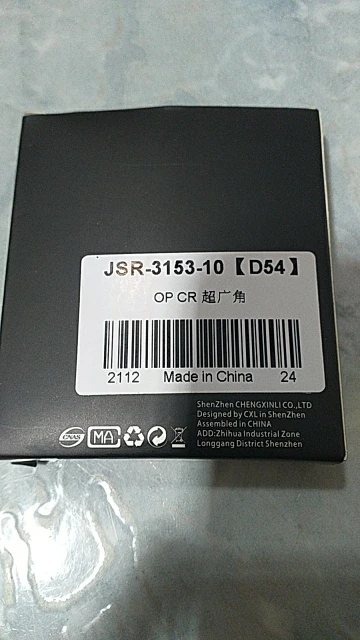 JSR-3153-10【D54】
OP CR 超广角
2112 Made in China 24
ShenZhen CHENGXINLI CO.,LTD
Designed by CXL in ShenZhen
Assembled in CHINA
ADD:Zhihua Industrial Zone
Longgang District Shenzhen
CNAS MA